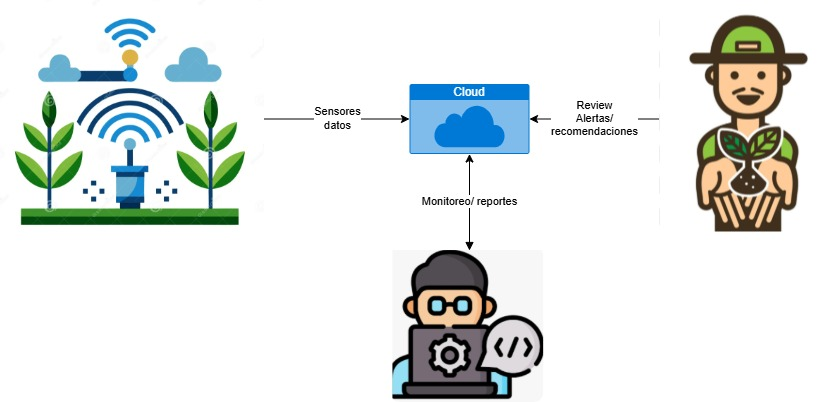 Cloud
Sensores
datos
Review
Alertas/
recomendaciones
Monitoreo/ reportes
</>